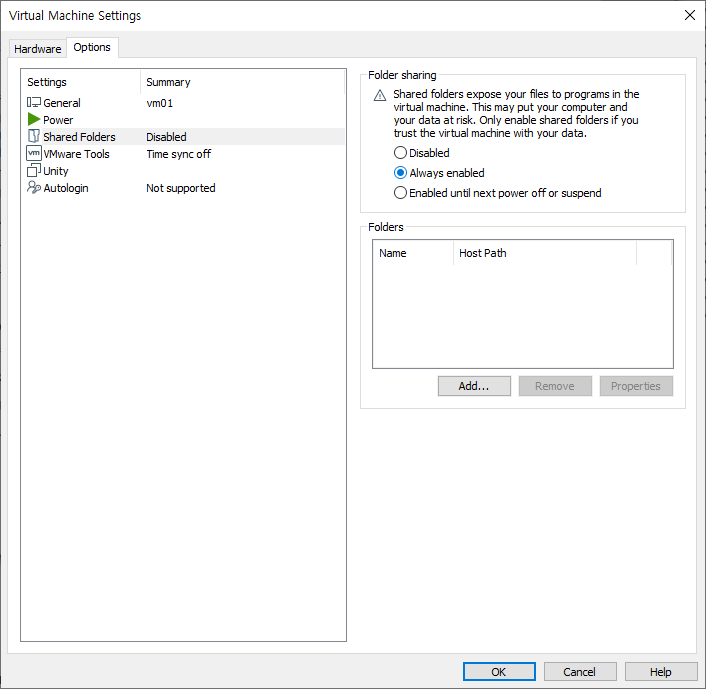 Virtual Machine Settings
Hardware Options
Settings Summary
General vm01
Power
Shared Folders Disabled
vm VMware Tools Time sync off
Unity
Autologin Not supported
Folder sharing
Shared folders expose your files to programs in the
virtual machine. This may put your computer and
your data at risk. Only enable shared folders if you
trust the virtual machine with your data.
Disabled
Always enabled
Enabled until next power off or suspend
Folders
Name Host Path
Add... Remove Properties
OK Cancel Help